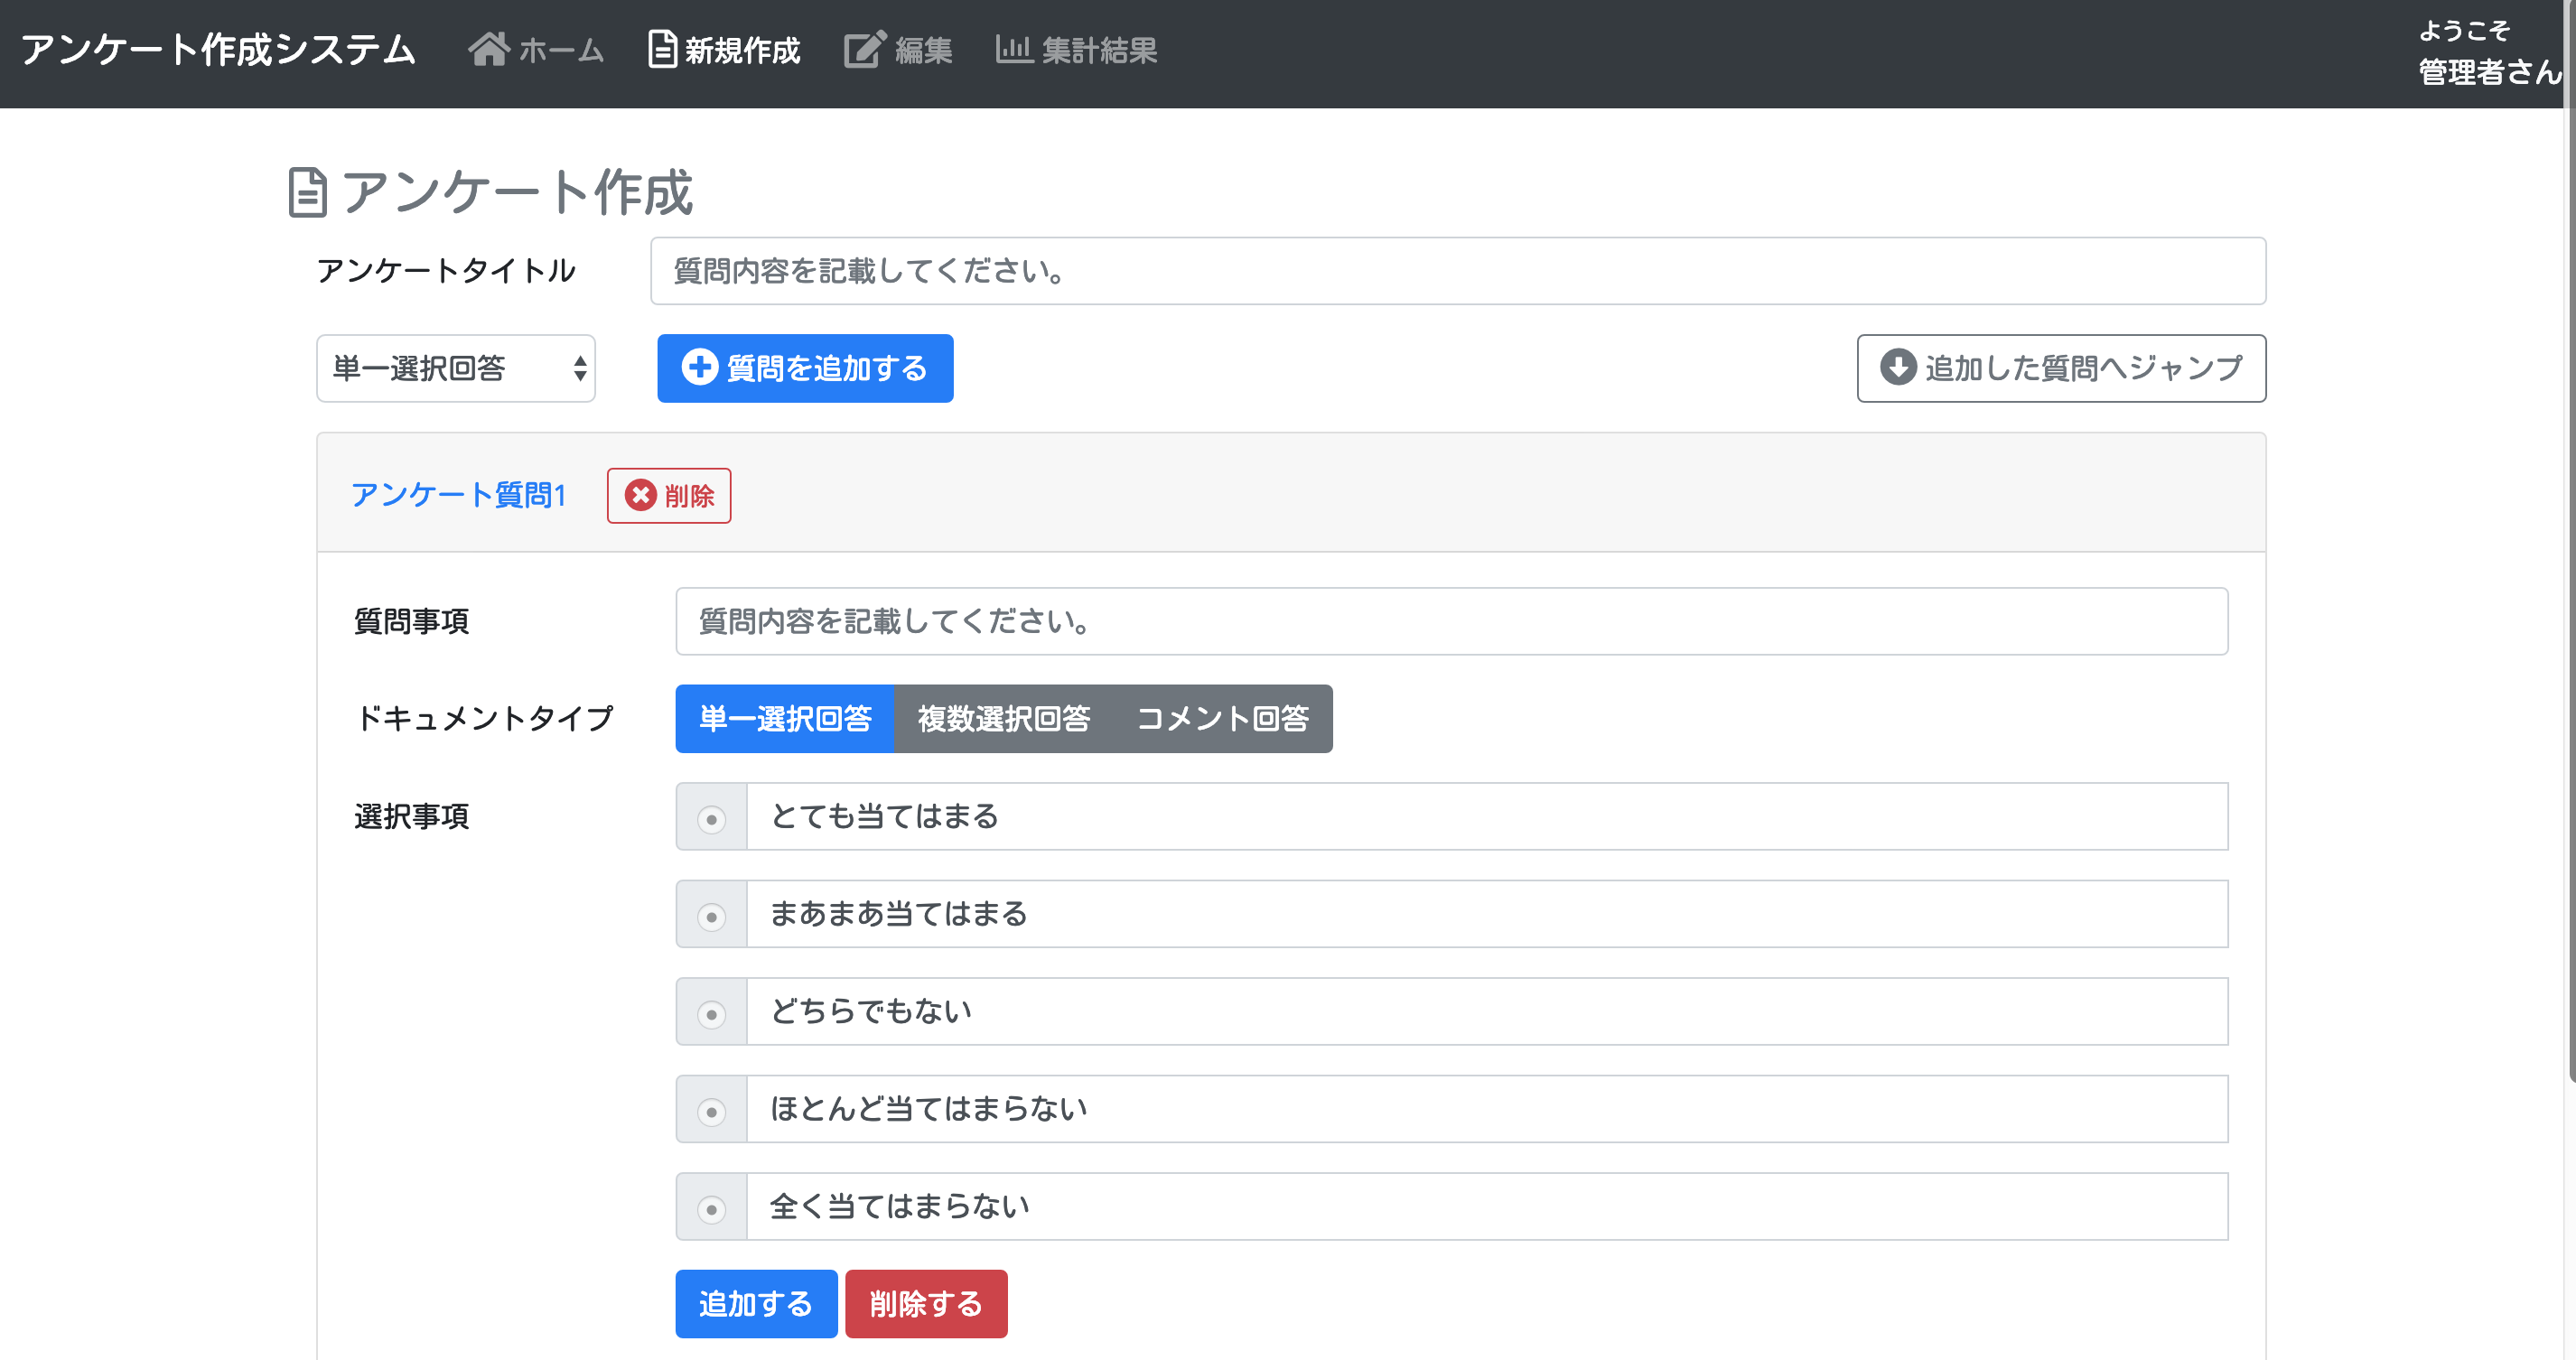 アンケート作成システム ホーム 新規作成 編集 集計結果
ようこそ
管理者さん
アンケート作成
アンケートタイトル 質問内容を記載してください。
単一選択回答 質問を追加する 追加した質問へジャンプ
アンケート質問1 削除
質問事項 質問内容を記載してください。
ドキュメントタイプ 単一選択回答 複数選択回答 コメント回答
選択事項 とても当てはまる
まあまあ当てはまる
どちらでもない
ほとんど当てはまらない
全く当てはまらない
追加する 削除する